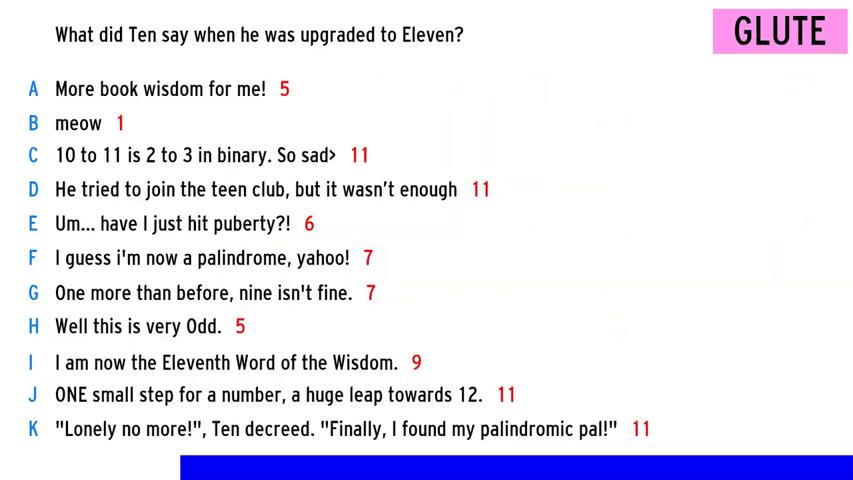 What did Ten say when he was upgraded to Eleven?
GLUTE
A More book wisdom for me! 5
B meow 1
C 10 to 11 is 2 to 3 in binary. So sad> 11
D He tried to join the teen club, but it wasn't enough 11
E Um... have I just hit puberty?! 6
F I guess i'm now a palindrome, yahoo! 7
G One more than before, nine isn't fine. 7
H Well this is very Odd. 5
I I am now the Eleventh Word of the Wisdom. 9
J ONE small step for a number, a huge leap towards 12. 11
K "Lonely no more!", Ten decreed. "Finally, I found my palindromic pal!" 11